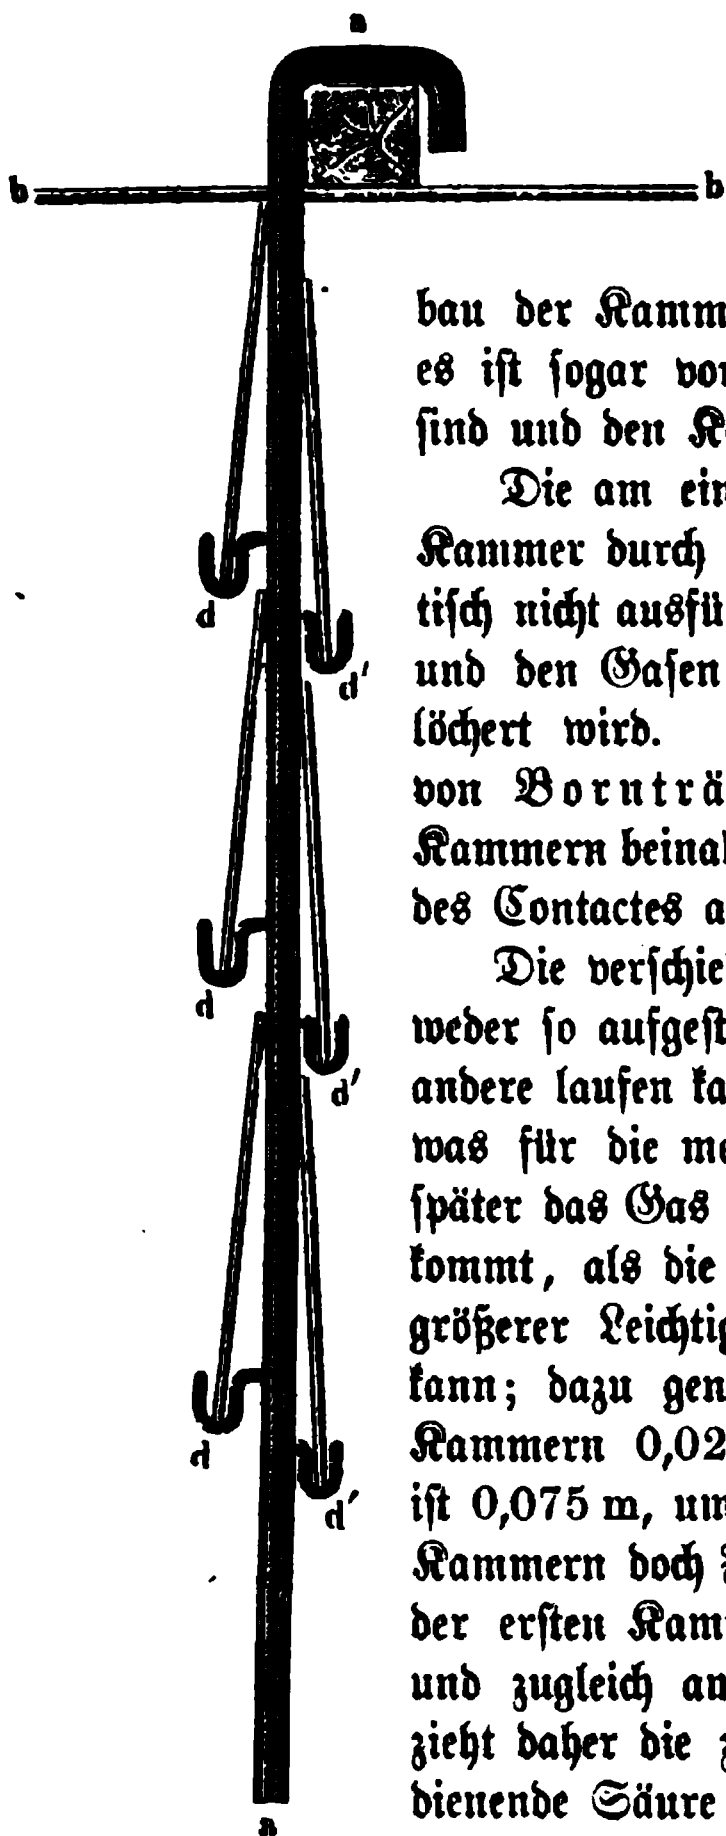 a
b b
bau der Kamm
es ist sogar vor
sind und den K
Die am ein
Kammer durch
tisch nicht ausfü
d
d'
und den Gasen
löchert wird.
von Bornträ
Kammern beina
des Contactes a
Die verschie
d
weder so aufgest
d'
andere laufen ka
was für die me
später das Gas
kommt, als die
größerer Leichtig
kann; dazu gen
d
Kammern 0,02
d'
ist 0,075 m, um
Kammern doch
der ersten Kam
und zugleich an
zieht daher die z
dienende Säure
a